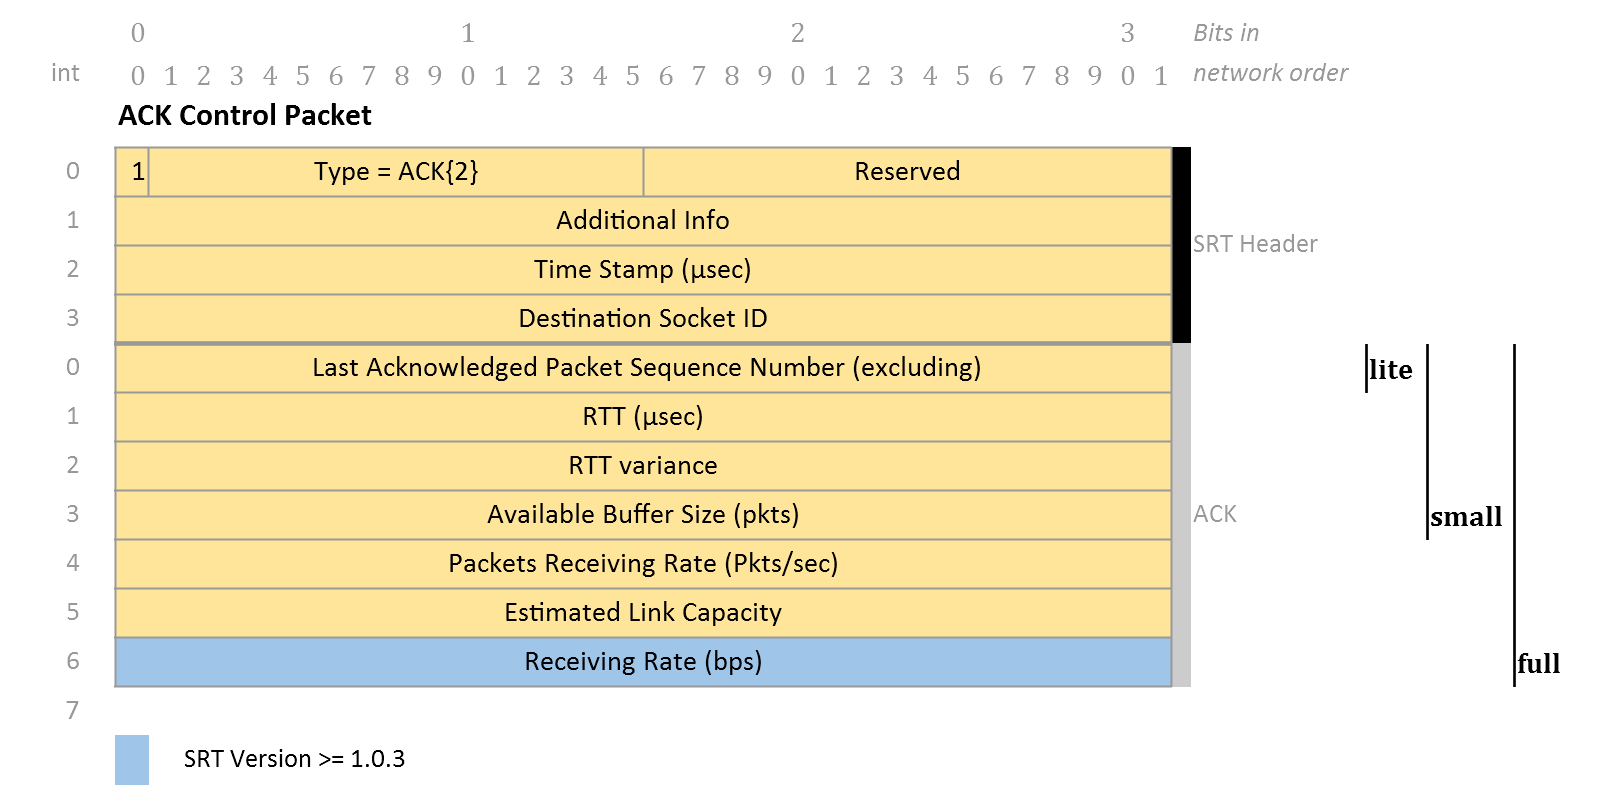 0 1 2 3 Bits in
int 0 1 2 3 4 5 6 7 8 9 0 1 2 3 4 5 6 7 8 9 0 1 2 3 4 5 6 7 8 9 0 1 network order
ACK Control Packet
0 1 Type = ACK{2} Reserved
1 Additional Info
SRT Header
2 Time Stamp (µsec)
3 Destination Socket ID
0 Last Acknowledged Packet Sequence Number (excluding) lite
1 RTT (µsec)
2 RTT variance
3 Available Buffer Size (pkts) ACK small
4 Packets Receiving Rate (Pkts/sec)
5 Estimated Link Capacity
6 Receiving Rate (bps) full
7
SRT Version >= 1.0.3